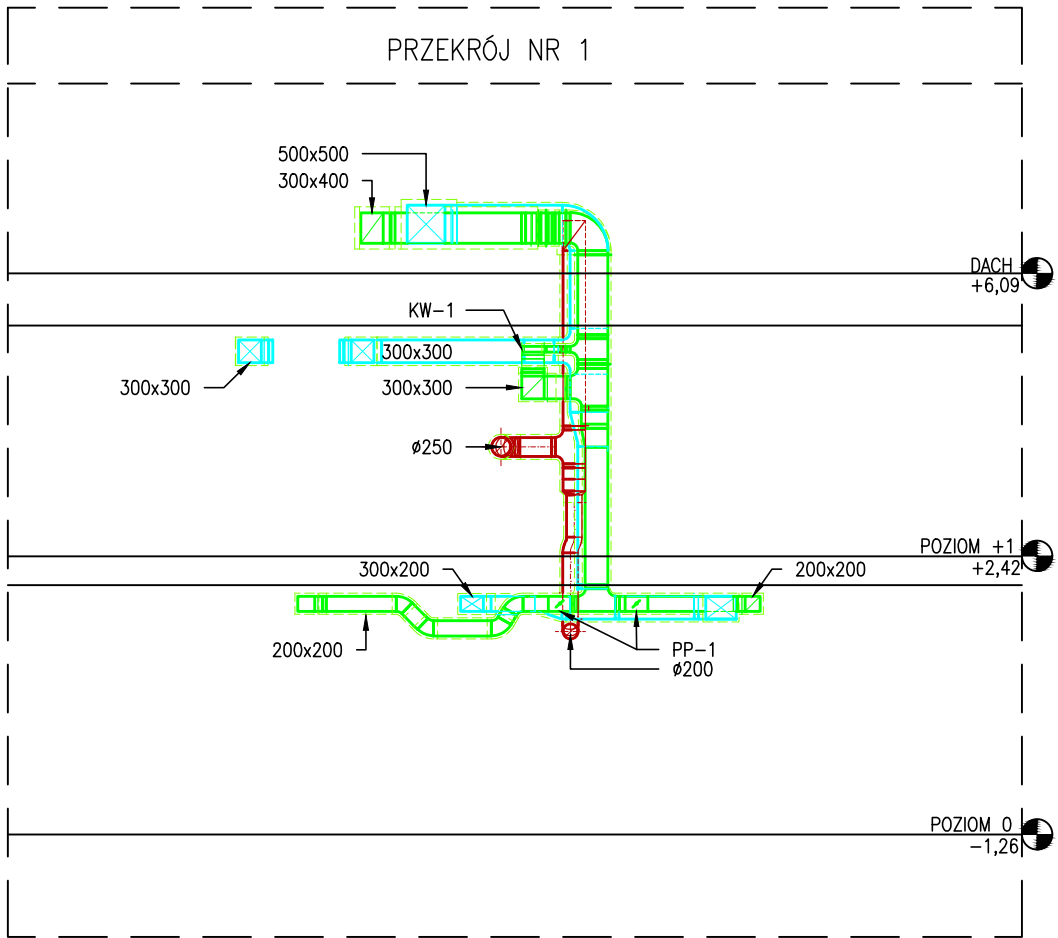 PRZEKRÓJ NR 1
500x500
300x400
DACH
+6,09
KW-1
300x300
300x300
300x300
ø250
POZIOM +1
+2,42
300x200
200x200
200x200
PP-1
ø200
POZIOM 0
-1,26